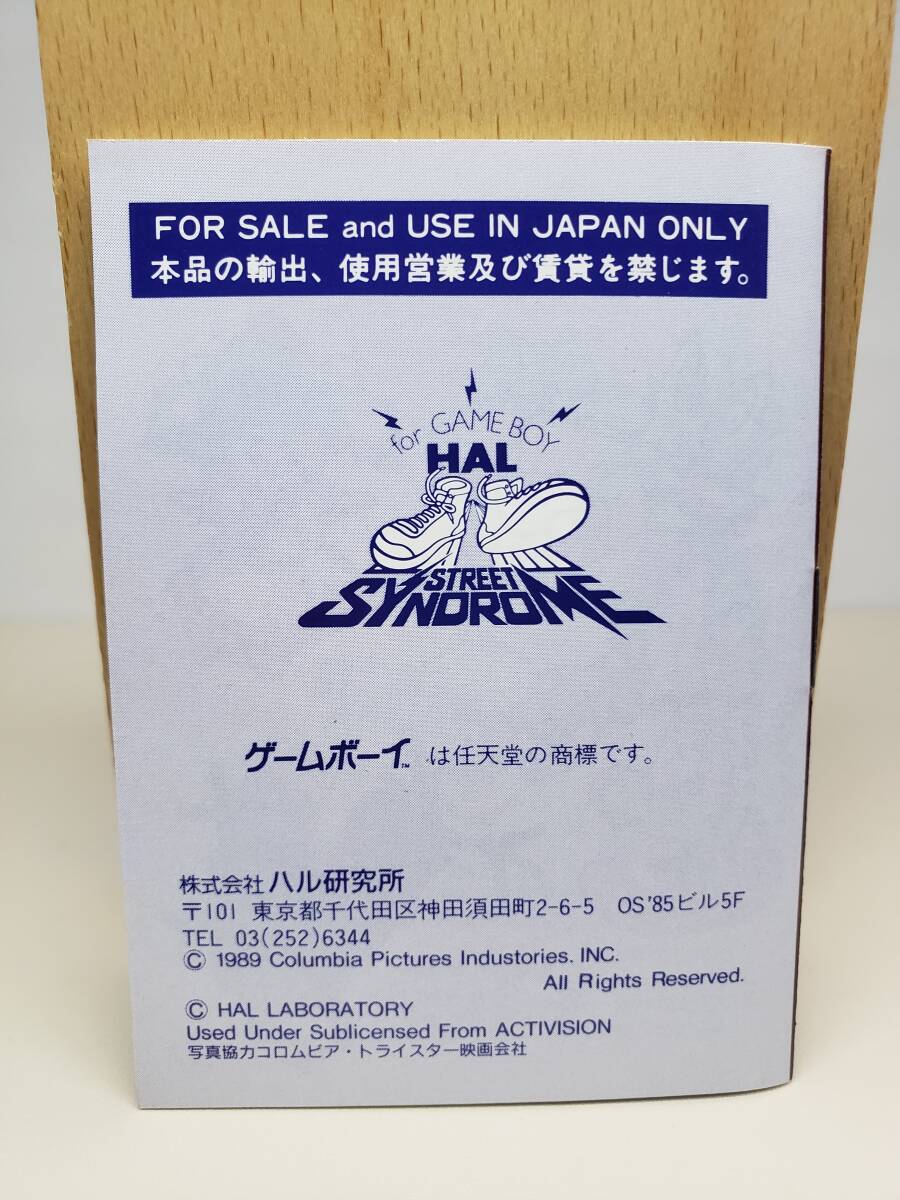 FOR SALE and USE IN JAPAN ONLY
本品の輸出、使用営業及び賃貸を禁じます。
for GAME BOY
HAL
STREET
SYNDROME
ゲームボーイ™ は任天堂の商標です。
株式会社 ハル研究所
〒101 東京都千代田区神田須田町2-6-5 OS'85ビル5F
TEL 03(252)6344
© 1989 Columbia Pictures Industories. INC.
All Rights Reserved.
© HAL LABORATORY
Used Under Sublicensed From ACTIVISION
写真協力コロムビア・トライスター映画会社